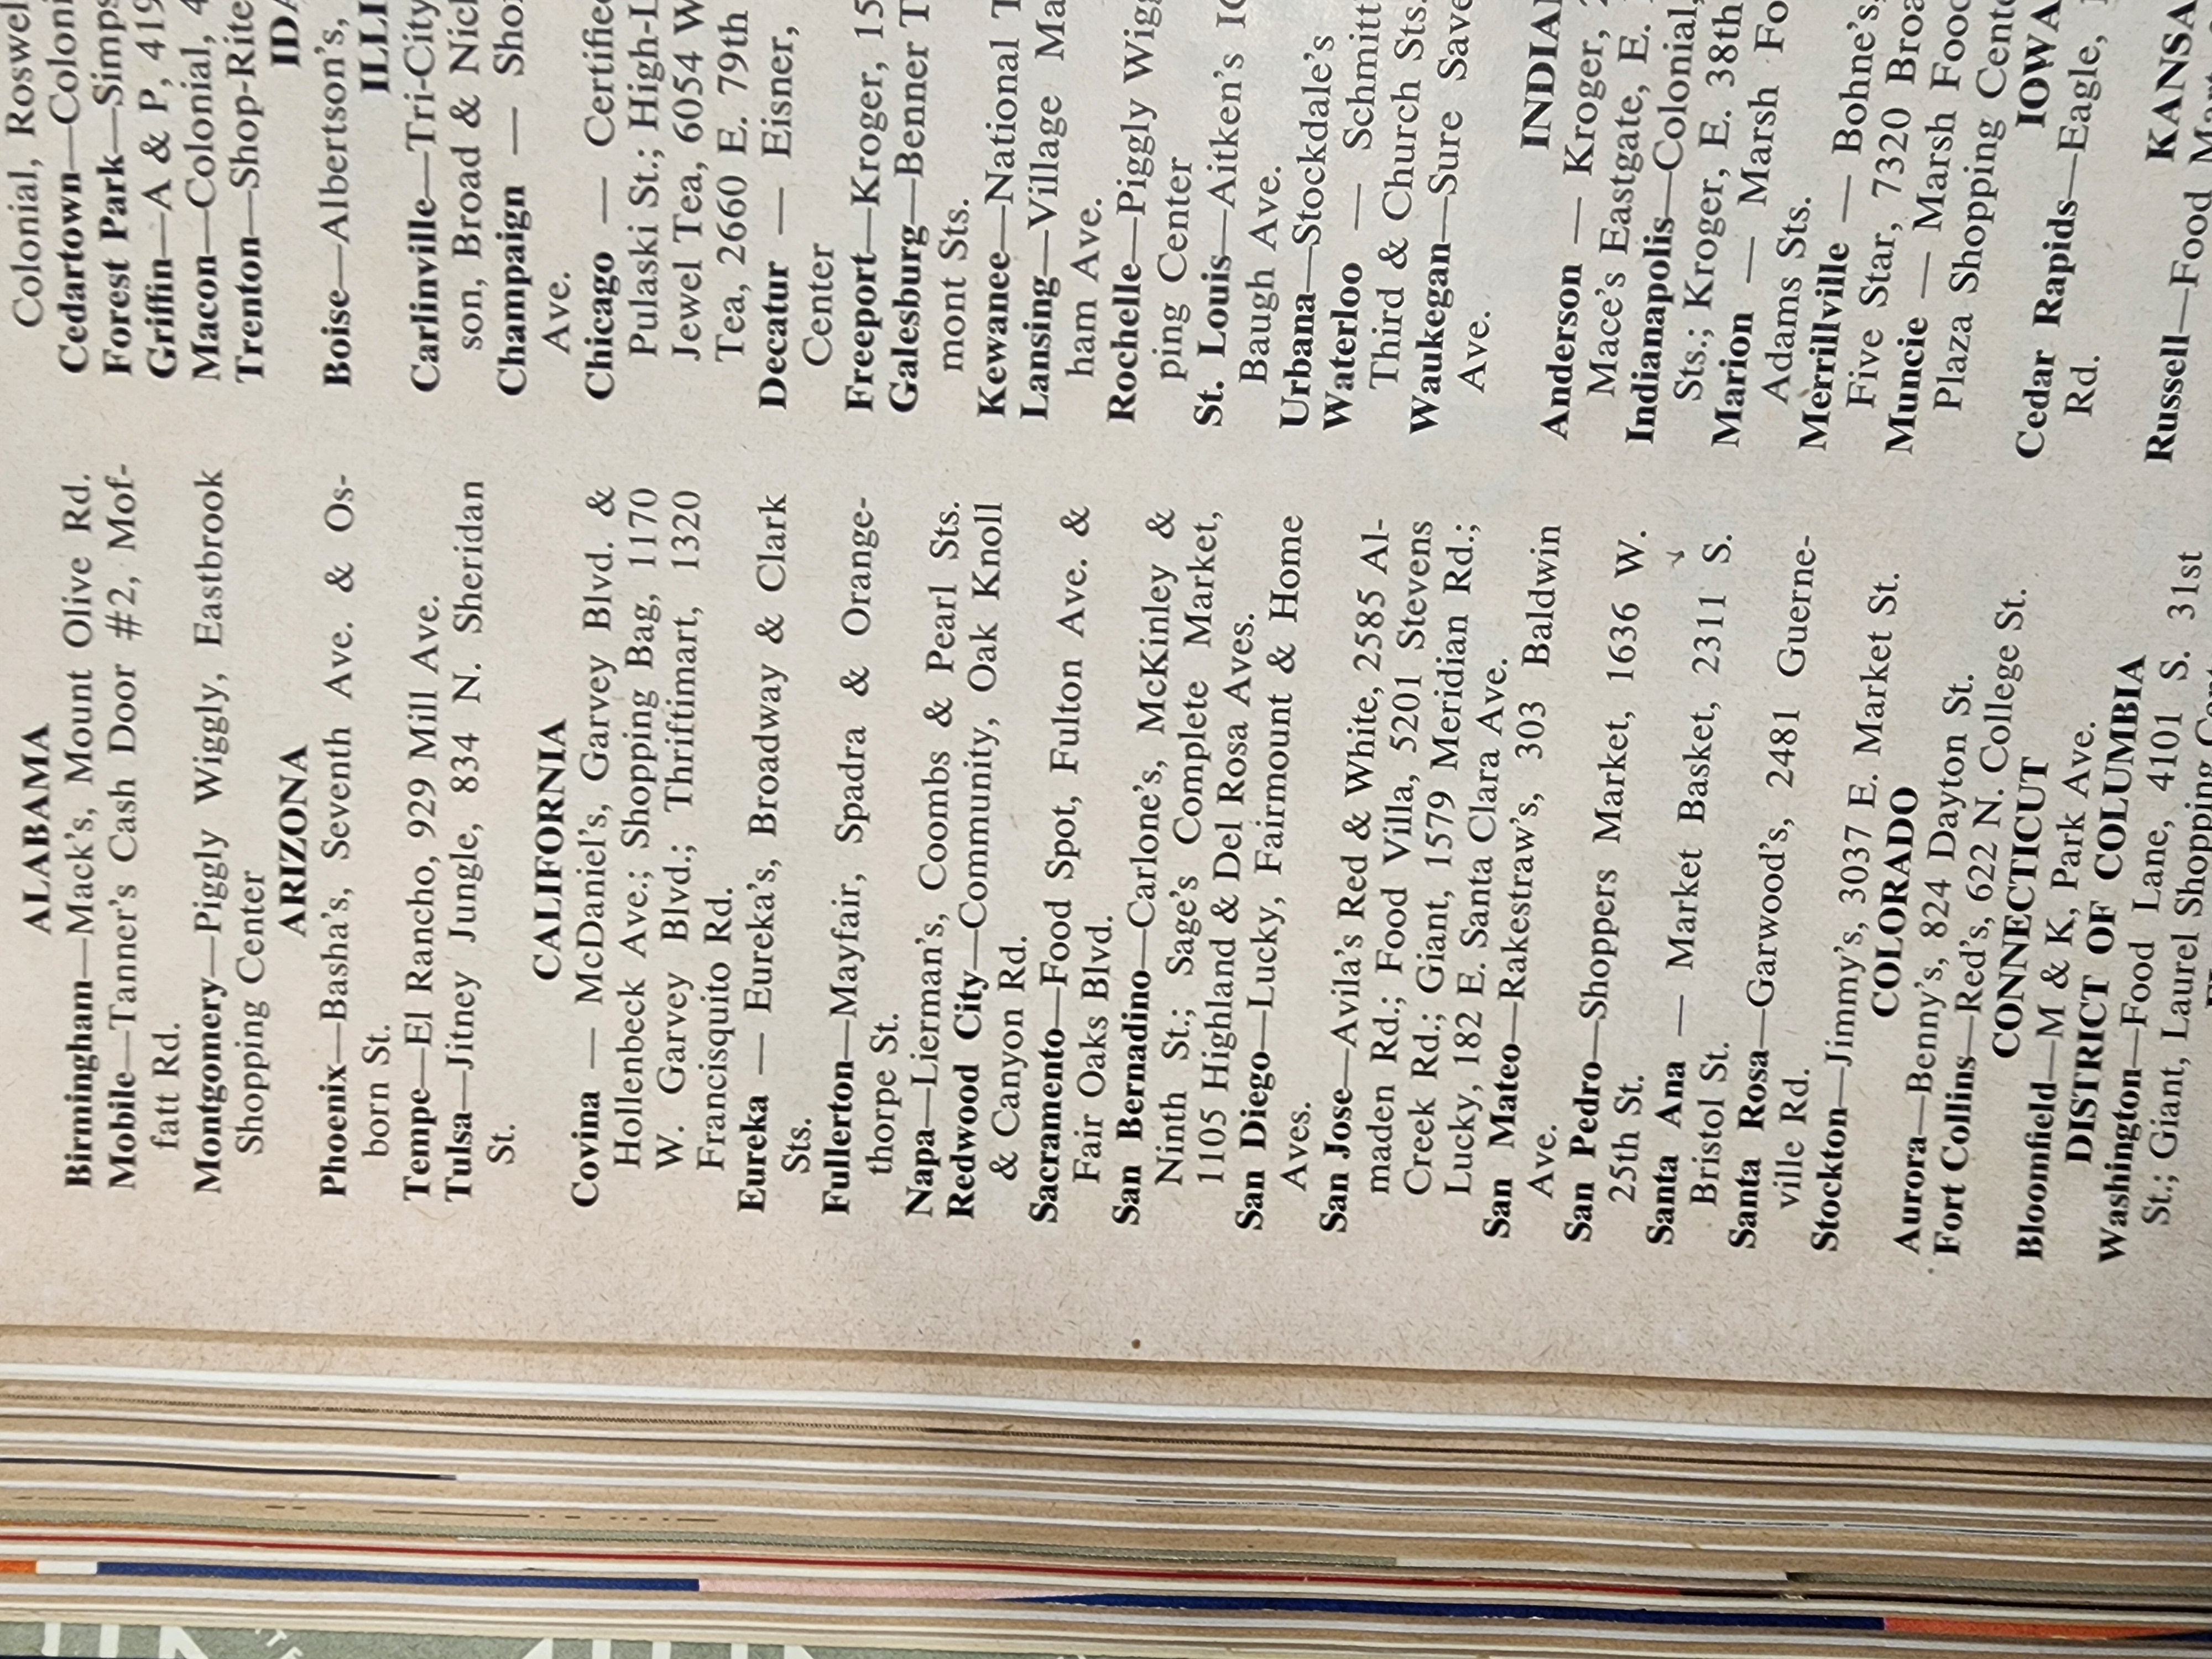 ALABAMA
Birmingham—Mack's, Mount Olive Rd.
Mobile—Tanner's Cash Door #2, Mof-
fatt Rd.
Montgomery—Piggly Wiggly, Eastbrook
Shopping Center
ARIZONA
Phoenix—Basha's, Seventh Ave. & Os-
born St.
Tempe—El Rancho, 929 Mill Ave.
Tulsa—Jitney Jungle, 834 N. Sheridan
St.
CALIFORNIA
Covina — McDaniel's, Garvey Blvd. &
Hollenbeck Ave.; Shopping Bag, 1170
W. Garvey Blvd.; Thriftimart, 1320
Francisquito Rd.
Eureka — Eureka's, Broadway & Clark
Sts.
Fullerton—Mayfair, Spadra & Orange-
thorpe St.
Napa—Lierman's, Coombs & Pearl Sts.
Redwood City—Community, Oak Knoll
& Canyon Rd.
Sacramento—Food Spot, Fulton Ave. &
Fair Oaks Blvd.
San Bernadino—Carlone's, McKinley &
Ninth St.; Sage's Complete Market,
1105 Highland & Del Rosa Aves.
San Diego—Lucky, Fairmount & Home
Aves.
San Jose—Avila's Red & White, 2585 Al-
maden Rd.; Food Villa, 5201 Stevens
Creek Rd.; Giant, 1579 Meridian Rd.;
Lucky, 182 E. Santa Clara Ave.
San Mateo—Rakestraw's, 303 Baldwin
Ave.
San Pedro—Shoppers Market, 1636 W.
25th St.
Santa Ana — Market Basket, 2311 S.
Bristol St.
Santa Rosa—Garwood's, 2481 Guerne-
ville Rd.
Stockton—Jimmy's, 3037 E. Market St.
COLORADO
Aurora—Benny's, 824 Dayton St.
Fort Collins—Red's, 622 N. College St.
CONNECTICUT
Bloomfield—M & K, Park Ave.
DISTRICT OF COLUMBIA
Washington—Food Lane, 4101 S. 31st
St.; Giant, Laurel Shopping Cent
Colonial, Roswel
Cedartown—Coloni
Forest Park—Simps
Griffin—A & P, 419
Macon—Colonial, 4
Trenton—Shop-Rite
IDA
Boise—Albertson's,
ILLI
Carlinville—Tri-City
son, Broad & Nich
Champaign — Sho
Ave.
Chicago — Certified
Pulaski St.; High-L
Jewel Tea, 6054 W
Tea, 2660 E. 79th
Decatur — Eisner,
Center
Freeport—Kroger, 15
Galesburg—Benner T
mont Sts.
Kewanee—National T
Lansing—Village Ma
ham Ave.
Rochelle—Piggly Wigg
ping Center
St. Louis—Aitken's IG
Baugh Ave.
Urbana—Stockdale's
Waterloo — Schmitt
Third & Church Sts.
Waukegan—Sure Save
Ave.
INDIAN
Anderson — Kroger,
Mace's Eastgate, E.
Indianapolis—Colonial,
Sts.; Kroger, E. 38th
Marion — Marsh Fo
Adams Sts.
Merrillville — Bohne's,
Five Star, 7320 Broa
Muncie — Marsh Food
Plaza Shopping Cente
IOWA
Cedar Rapids—Eagle,
Rd.
KANSA
Russell—Food Mart